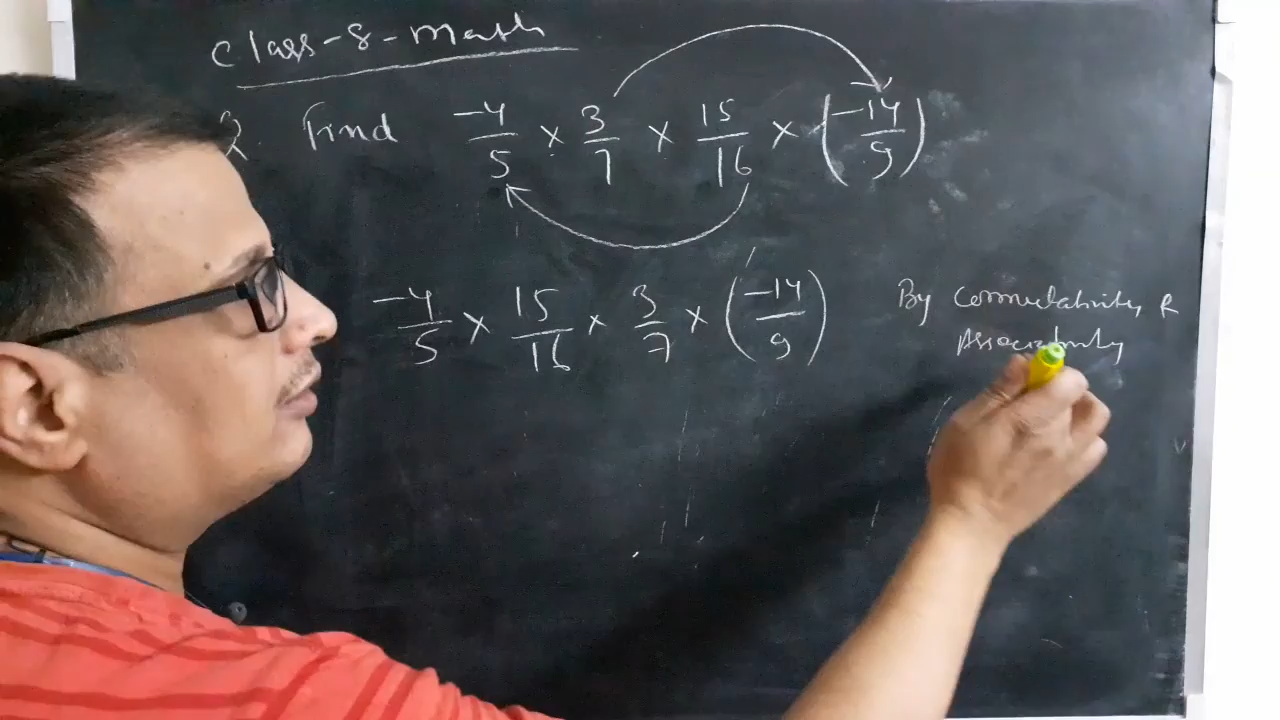 Class-8-math
2. Find -4/5 × 3/7 × 15/16 × (-14/9)
-4/5 × 15/16 × 3/7 × (-14/9) By Commutativity &
Associativity